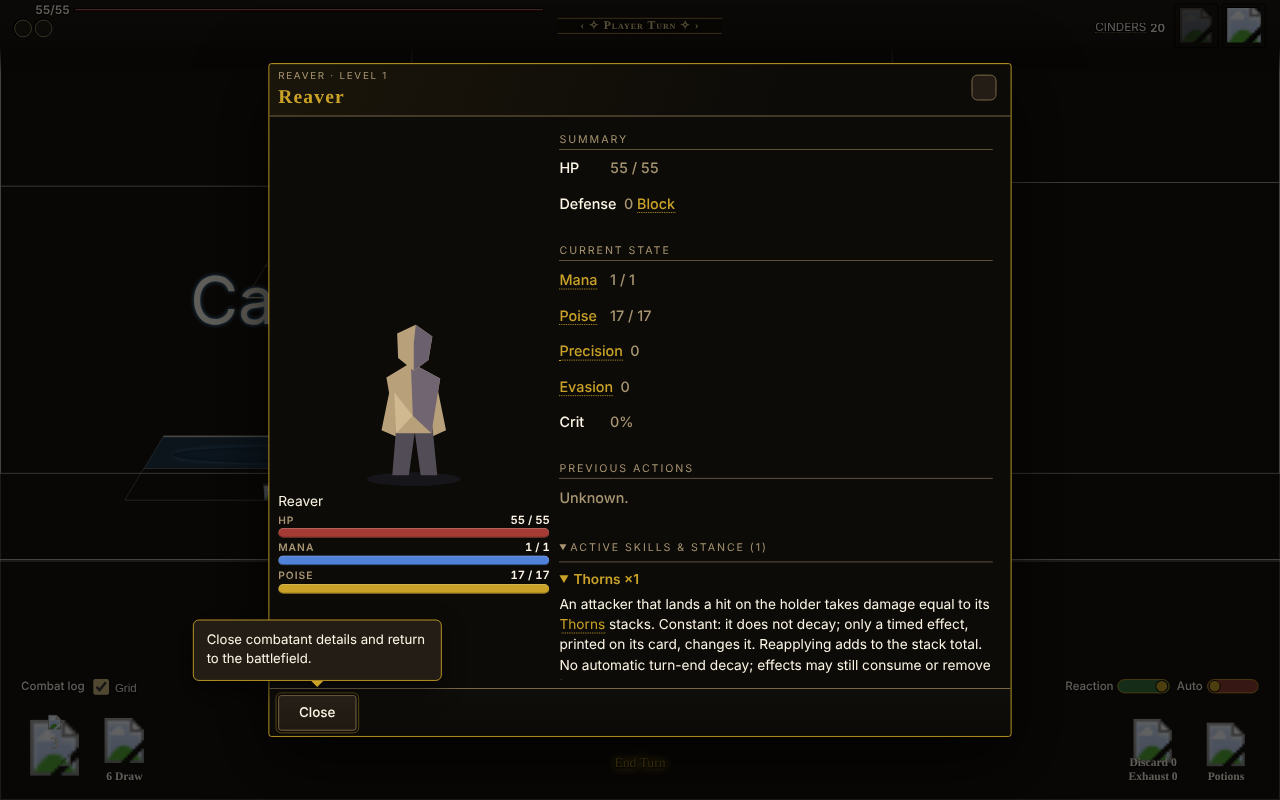 55/55
‹ ✧ Player Turn ✧ ›
CINDERS 20
REAVER · LEVEL 1
Reaver
SUMMARY
HP 55 / 55
Defense 0 Block
CURRENT STATE
Mana 1 / 1
Poise 17 / 17
Precision 0
Evasion 0
Crit 0%
PREVIOUS ACTIONS
Unknown.
▼ ACTIVE SKILLS & STANCE (1)
▼ Thorns ×1
An attacker that lands a hit on the holder takes damage equal to its
Thorns stacks. Constant: it does not decay; only a timed effect,
printed on its card, changes it. Reapplying adds to the stack total.
No automatic turn-end decay; effects may still consume or remove
Ca
Reaver
HP 55 / 55
MANA 1 / 1
POISE 17 / 17
Close combatant details and return
to the battlefield.
Close
Combat log Grid
6 Draw
End Turn
Reaction Auto
Discard 0
Exhaust 0
Potions